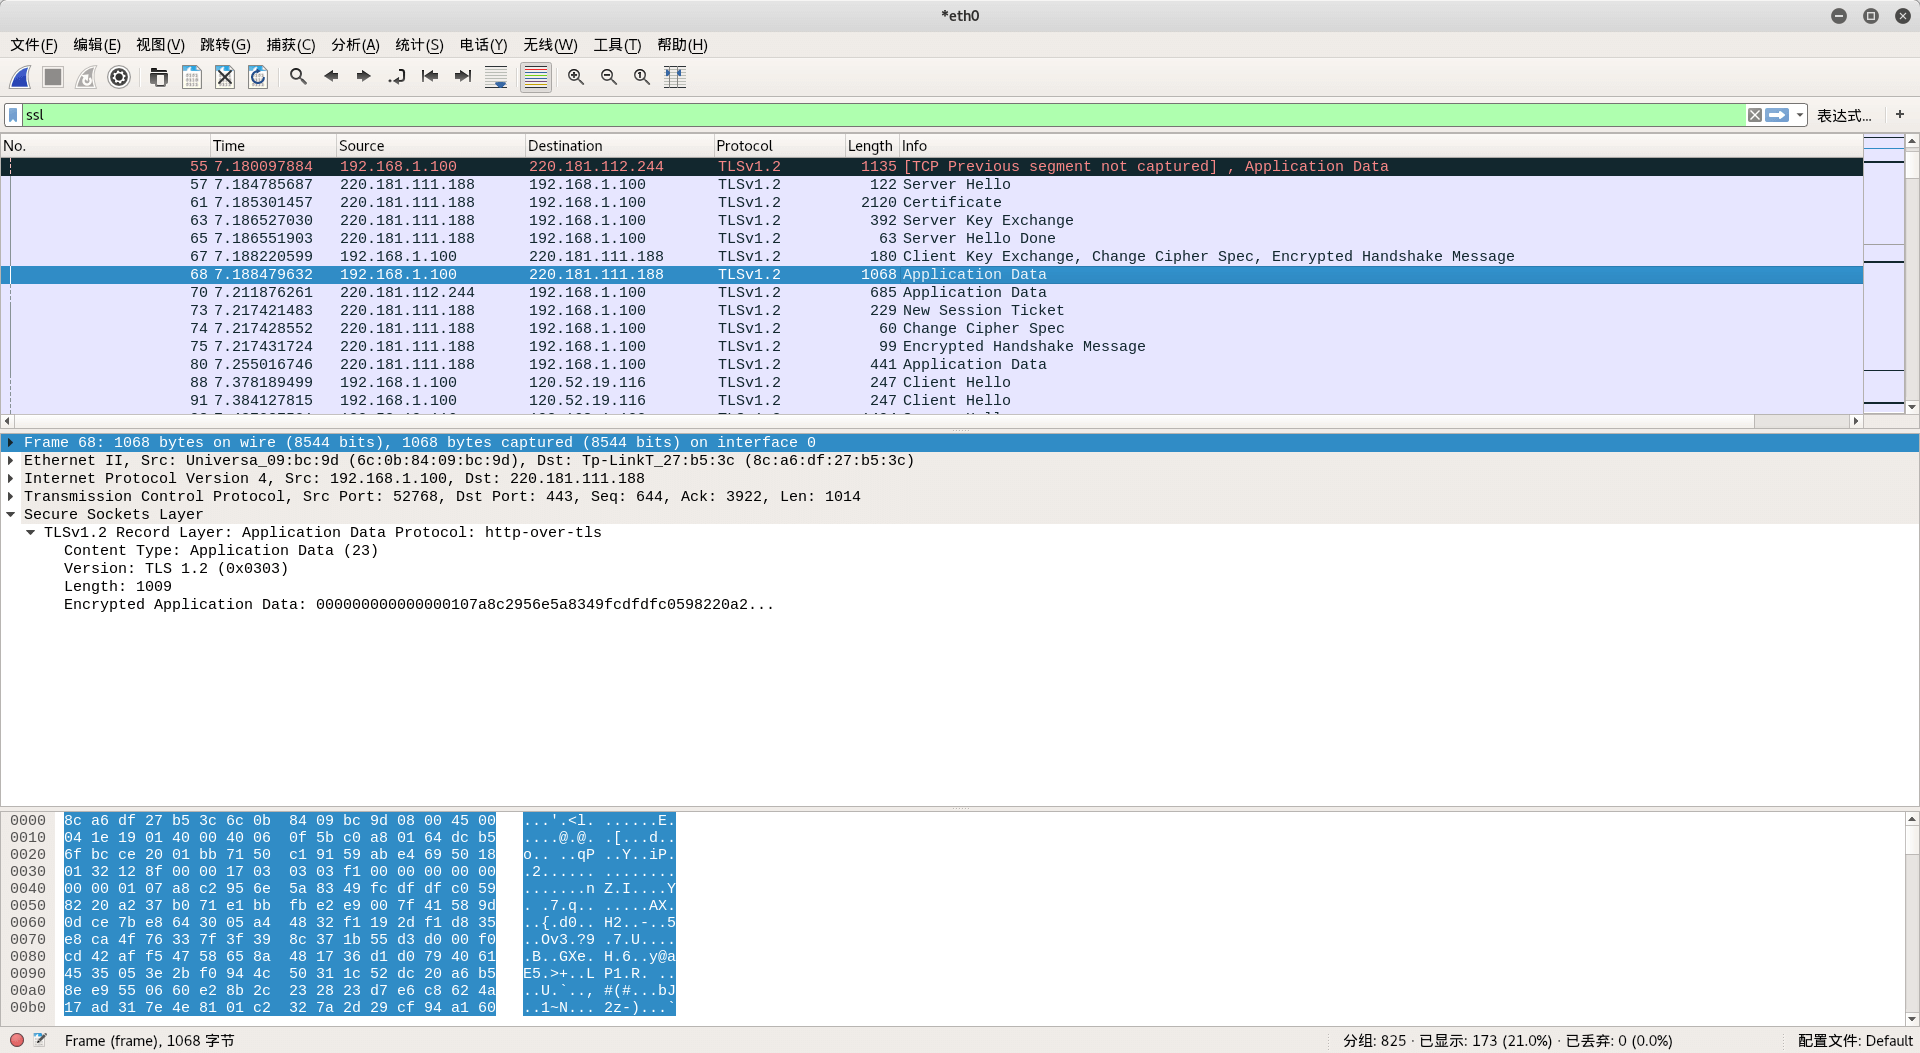 *eth0
文件(F) 编辑(E) 视图(V) 跳转(G) 捕获(C) 分析(A) 统计(S) 电话(Y) 无线(W) 工具(T) 帮助(H)
ssl 表达式… +
No. Time Source Destination Protocol Length Info
55 7.180097884 192.168.1.100 220.181.112.244 TLSv1.2 1135 [TCP Previous segment not captured] , Application Data
57 7.184785687 220.181.111.188 192.168.1.100 TLSv1.2 122 Server Hello
61 7.185301457 220.181.111.188 192.168.1.100 TLSv1.2 2120 Certificate
63 7.186527030 220.181.111.188 192.168.1.100 TLSv1.2 392 Server Key Exchange
65 7.186551903 220.181.111.188 192.168.1.100 TLSv1.2 63 Server Hello Done
67 7.188220599 192.168.1.100 220.181.111.188 TLSv1.2 180 Client Key Exchange, Change Cipher Spec, Encrypted Handshake Message
68 7.188479632 192.168.1.100 220.181.111.188 TLSv1.2 1068 Application Data
70 7.211876261 220.181.112.244 192.168.1.100 TLSv1.2 685 Application Data
73 7.217421483 220.181.111.188 192.168.1.100 TLSv1.2 229 New Session Ticket
74 7.217428552 220.181.111.188 192.168.1.100 TLSv1.2 60 Change Cipher Spec
75 7.217431724 220.181.111.188 192.168.1.100 TLSv1.2 99 Encrypted Handshake Message
80 7.255016746 220.181.111.188 192.168.1.100 TLSv1.2 441 Application Data
88 7.378189499 192.168.1.100 120.52.19.116 TLSv1.2 247 Client Hello
91 7.384127815 192.168.1.100 120.52.19.116 TLSv1.2 247 Client Hello
Frame 68: 1068 bytes on wire (8544 bits), 1068 bytes captured (8544 bits) on interface 0
Ethernet II, Src: Universa_09:bc:9d (6c:0b:84:09:bc:9d), Dst: Tp-LinkT_27:b5:3c (8c:a6:df:27:b5:3c)
Internet Protocol Version 4, Src: 192.168.1.100, Dst: 220.181.111.188
Transmission Control Protocol, Src Port: 52768, Dst Port: 443, Seq: 644, Ack: 3922, Len: 1014
Secure Sockets Layer
TLSv1.2 Record Layer: Application Data Protocol: http-over-tls
Content Type: Application Data (23)
Version: TLS 1.2 (0x0303)
Length: 1009
Encrypted Application Data: 000000000000000107a8c2956e5a8349fcdfdfc0598220a2...
0000 8c a6 df 27 b5 3c 6c 0b 84 09 bc 9d 08 00 45 00 ...'.<l. ......E.
0010 04 1e 19 01 40 00 40 06 0f 5b c0 a8 01 64 dc b5 ....@.@. .[...d..
0020 6f bc ce 20 01 bb 71 50 c1 91 59 ab e4 69 50 18 o.. ..qP ..Y..iP.
0030 01 32 12 8f 00 00 17 03 03 03 f1 00 00 00 00 00 .2...... ........
0040 00 00 01 07 a8 c2 95 6e 5a 83 49 fc df df c0 59 .......n Z.I....Y
0050 82 20 a2 37 b0 71 e1 bb fb e2 e9 00 7f 41 58 9d . .7.q.. .....AX.
0060 0d ce 7b e8 64 30 05 a4 48 32 f1 19 2d f1 d8 35 ..{.d0.. H2..-..5
0070 e8 ca 4f 76 33 7f 3f 39 8c 37 1b 55 d3 d0 00 f0 ..Ov3.?9 .7.U....
0080 cd 42 af f5 47 58 65 8a 48 17 36 d1 d0 79 40 61 .B..GXe. H.6..y@a
0090 45 35 05 3e 2b f0 94 4c 50 31 1c 52 dc 20 a6 b5 E5.>+..L P1.R. ..
00a0 8e e9 55 06 60 e2 8b 2c 23 28 23 d7 e6 c8 62 4a ..U.`.., #(#...bJ
00b0 17 ad 31 7e 4e 81 01 c2 32 7a 2d 29 cf 94 a1 60 ..1~N... 2z-)...`
Frame (frame), 1068 字节 分组: 825 · 已显示: 173 (21.0%) · 已丢弃: 0 (0.0%) 配置文件: Default